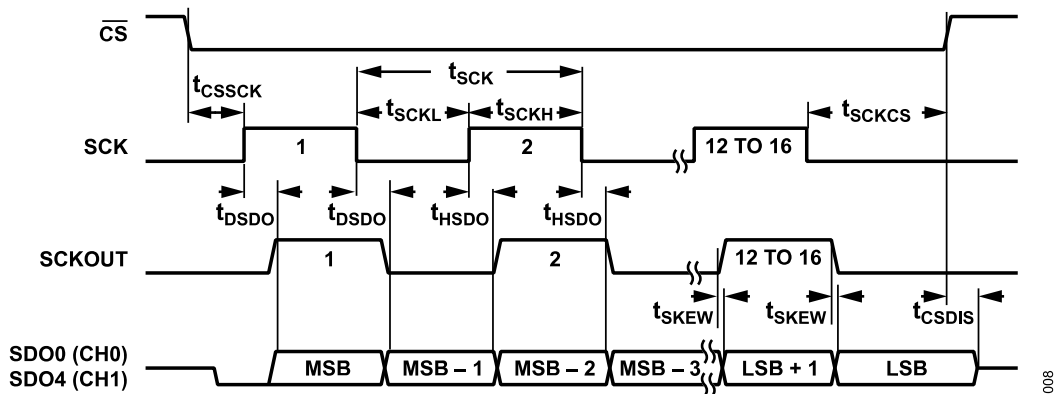 CS
tSCK
tCSSCK
tSCKL
tSCKH
tSCKCS
SCK
1
2
12 TO 16
tDSDO
tDSDO
tHSDO
tHSDO
SCKOUT
1
2
12 TO 16
tSKEW
tSKEW
tCSDIS
SDO0 (CH0)
SDO4 (CH1)
MSB
MSB – 1
MSB – 2
MSB – 3
LSB + 1
LSB
008